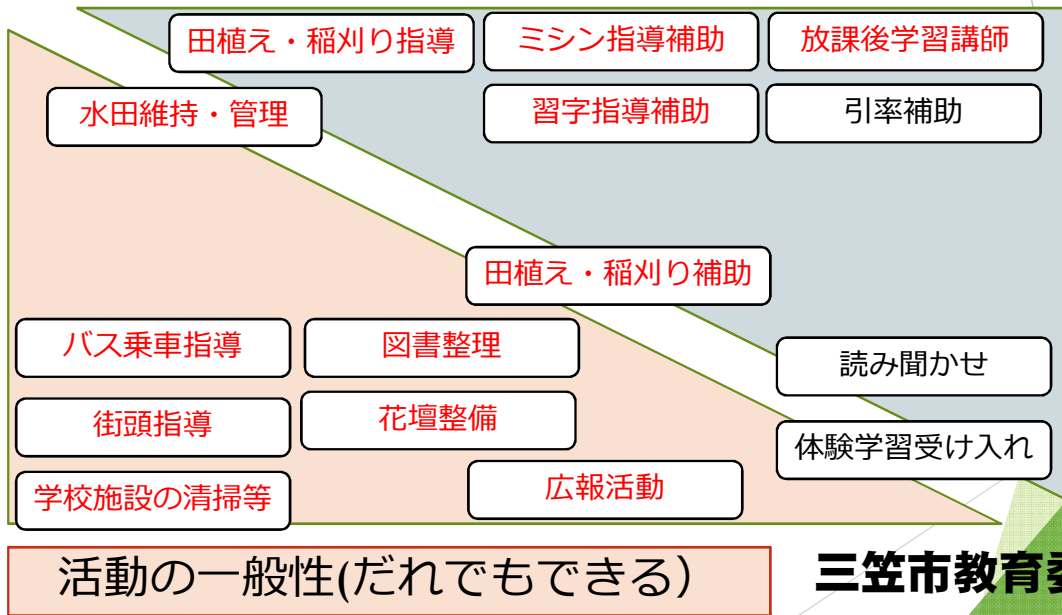 田植え・稲刈り指導
ミシン指導補助
放課後学習講師
水田維持・管理
習字指導補助
引率補助
田植え・稲刈り補助
バス乗車指導
図書整理
読み聞かせ
街頭指導
花壇整備
体験学習受け入れ
学校施設の清掃等
広報活動
活動の一般性(だれでもできる）
三笠市教育